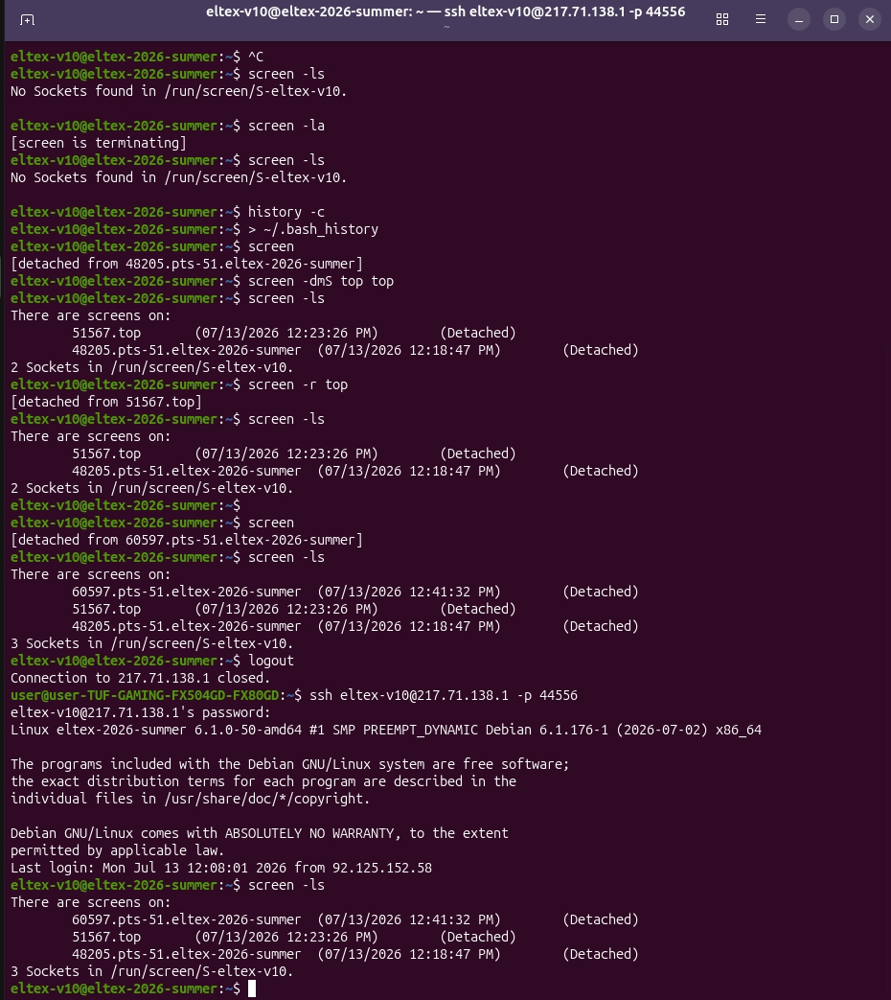 eltex-v10@eltex-2026-summer: ~ — ssh eltex-v10@217.71.138.1 -p 44556
~
eltex-v10@eltex-2026-summer:~$ ^C
eltex-v10@eltex-2026-summer:~$ screen -ls
No Sockets found in /run/screen/S-eltex-v10.

eltex-v10@eltex-2026-summer:~$ screen -la
[screen is terminating]
eltex-v10@eltex-2026-summer:~$ screen -ls
No Sockets found in /run/screen/S-eltex-v10.

eltex-v10@eltex-2026-summer:~$ history -c
eltex-v10@eltex-2026-summer:~$ > ~/.bash_history
eltex-v10@eltex-2026-summer:~$ screen
[detached from 48205.pts-51.eltex-2026-summer]
eltex-v10@eltex-2026-summer:~$ screen -dmS top top
eltex-v10@eltex-2026-summer:~$ screen -ls
There are screens on:
        51567.top       (07/13/2026 12:23:26 PM)        (Detached)
        48205.pts-51.eltex-2026-summer  (07/13/2026 12:18:47 PM)        (Detached)
2 Sockets in /run/screen/S-eltex-v10.
eltex-v10@eltex-2026-summer:~$ screen -r top
[detached from 51567.top]
eltex-v10@eltex-2026-summer:~$ screen -ls
There are screens on:
        51567.top       (07/13/2026 12:23:26 PM)        (Detached)
        48205.pts-51.eltex-2026-summer  (07/13/2026 12:18:47 PM)        (Detached)
2 Sockets in /run/screen/S-eltex-v10.
eltex-v10@eltex-2026-summer:~$
eltex-v10@eltex-2026-summer:~$ screen
[detached from 60597.pts-51.eltex-2026-summer]
eltex-v10@eltex-2026-summer:~$ screen -ls
There are screens on:
        60597.pts-51.eltex-2026-summer  (07/13/2026 12:41:32 PM)        (Detached)
        51567.top       (07/13/2026 12:23:26 PM)        (Detached)
        48205.pts-51.eltex-2026-summer  (07/13/2026 12:18:47 PM)        (Detached)
3 Sockets in /run/screen/S-eltex-v10.
eltex-v10@eltex-2026-summer:~$ logout
Connection to 217.71.138.1 closed.
user@user-TUF-GAMING-FX504GD-FX80GD:~$ ssh eltex-v10@217.71.138.1 -p 44556
eltex-v10@217.71.138.1's password:
Linux eltex-2026-summer 6.1.0-50-amd64 #1 SMP PREEMPT_DYNAMIC Debian 6.1.176-1 (2026-07-02) x86_64

The programs included with the Debian GNU/Linux system are free software;
the exact distribution terms for each program are described in the
individual files in /usr/share/doc/*/copyright.

Debian GNU/Linux comes with ABSOLUTELY NO WARRANTY, to the extent
permitted by applicable law.
Last login: Mon Jul 13 12:08:01 2026 from 92.125.152.58
eltex-v10@eltex-2026-summer:~$ screen -ls
There are screens on:
        60597.pts-51.eltex-2026-summer  (07/13/2026 12:41:32 PM)        (Detached)
        51567.top       (07/13/2026 12:23:26 PM)        (Detached)
        48205.pts-51.eltex-2026-summer  (07/13/2026 12:18:47 PM)        (Detached)
3 Sockets in /run/screen/S-eltex-v10.
eltex-v10@eltex-2026-summer:~$